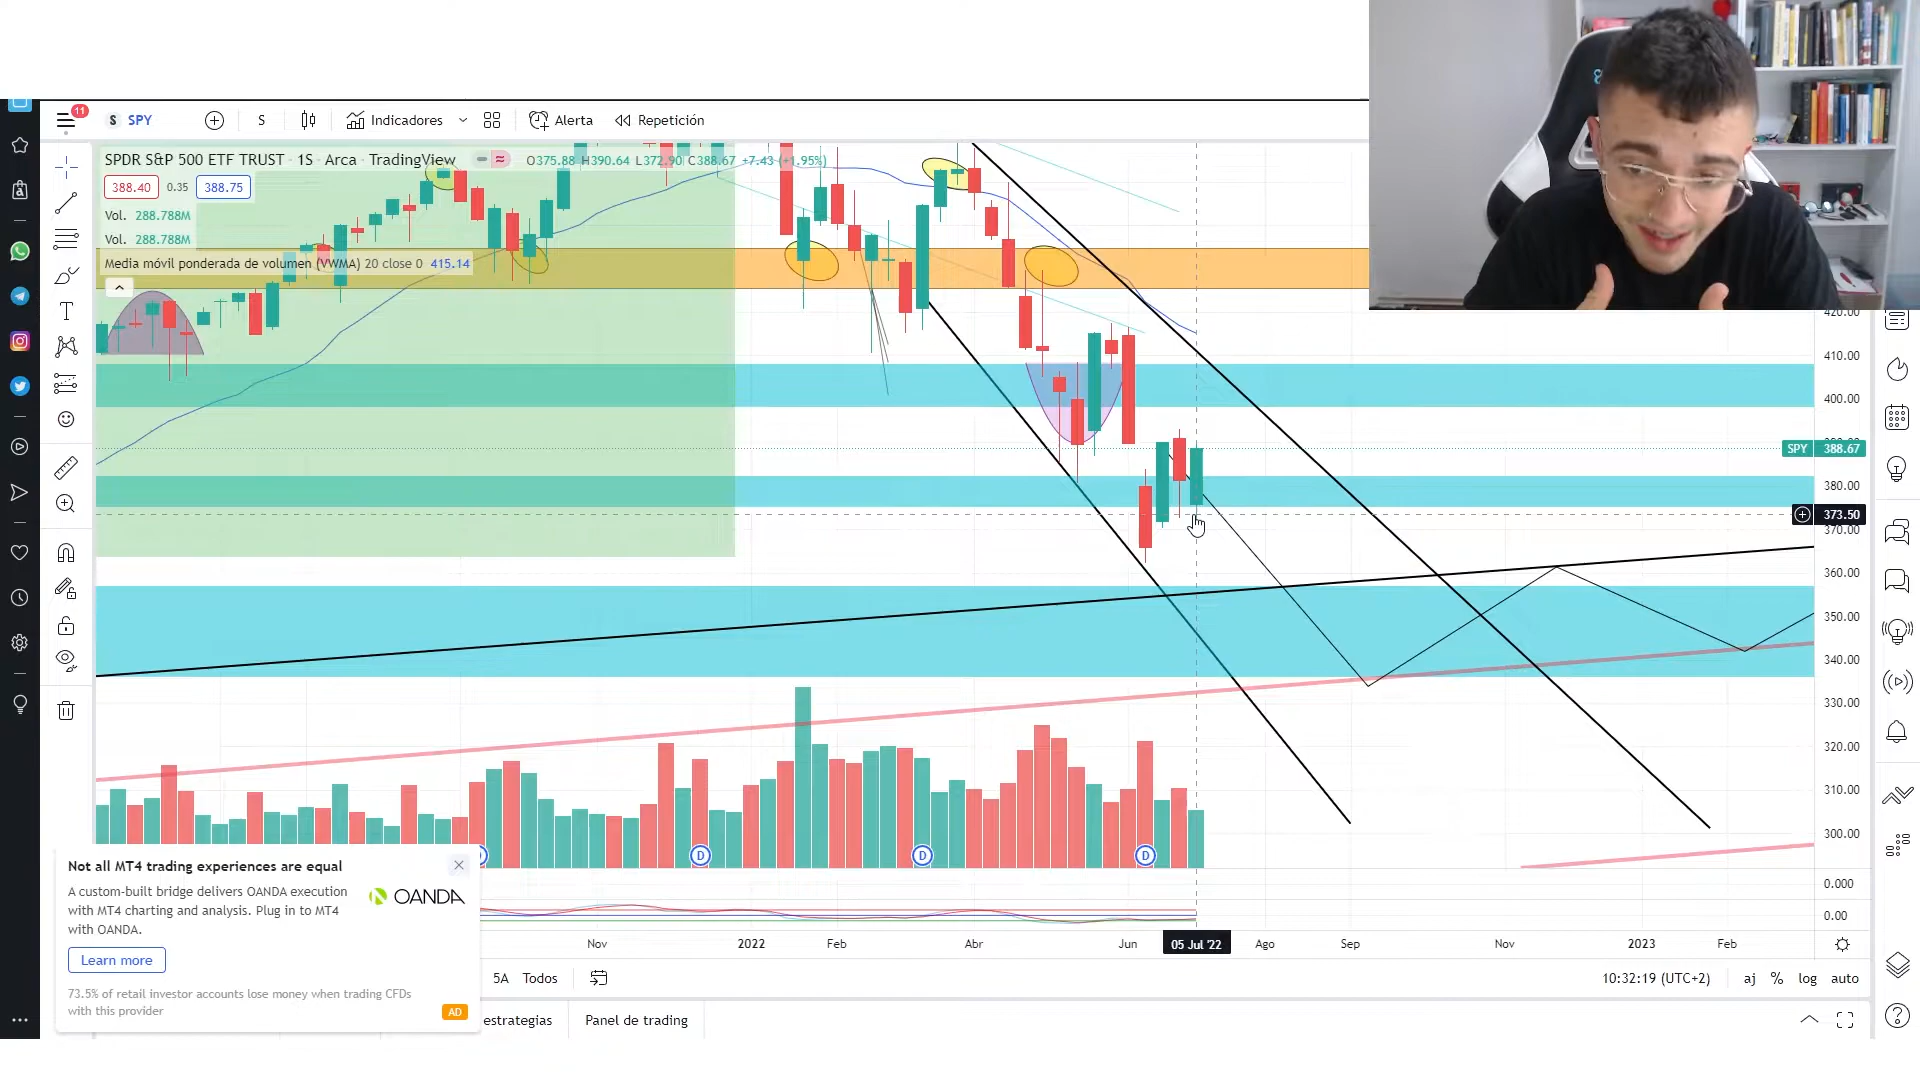 11
S SPY
S
Indicadores
Alerta
Repetición
SPDR S&P 500 ETF TRUST · 1S · Arca · TradingView
O375.88 H390.64 L372.90 C388.67 +7.43 (+1.95%)
388.40 0.35 388.75
Vol. 288.788M
Vol. 288.788M
Media móvil ponderada de volumen (VWMA) 20 close 0 415.14
420.00
410.00
400.00
SPY 388.67
380.00
373.50
370.00
360.00
350.00
340.00
330.00
320.00
310.00
300.00
0.000
0.00
D D D
Nov 2022 Feb Abr Jun 05 Jul '22 Ago Sep Nov 2023 Feb
Not all MT4 trading experiences are equal
A custom-built bridge delivers OANDA execution
with MT4 charting and analysis. Plug in to MT4
with OANDA.
OANDA
Learn more
73.5% of retail investor accounts lose money when trading CFDs
with this provider
AD
5A Todos
10:32:19 (UTC+2) aj % log auto
estrategias Panel de trading